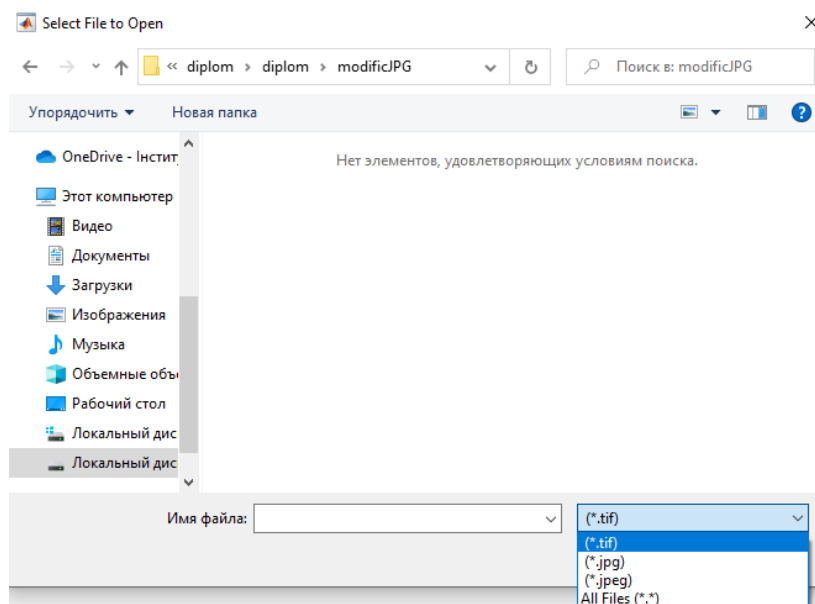 Select File to Open
« diplom › diplom › modificJPG
Поиск в: modificJPG
Упорядочить
Новая папка
OneDrive - Інстит
Нет элементов, удовлетворяющих условиям поиска.
Этот компьютер
Видео
Документы
Загрузки
Изображения
Музыка
Объемные объ
Рабочий стол
Локальный дис
Локальный дис
Имя файла:
(*.tif)
(*.tif)
(*.jpg)
(*.jpeg)
All Files (*.*)